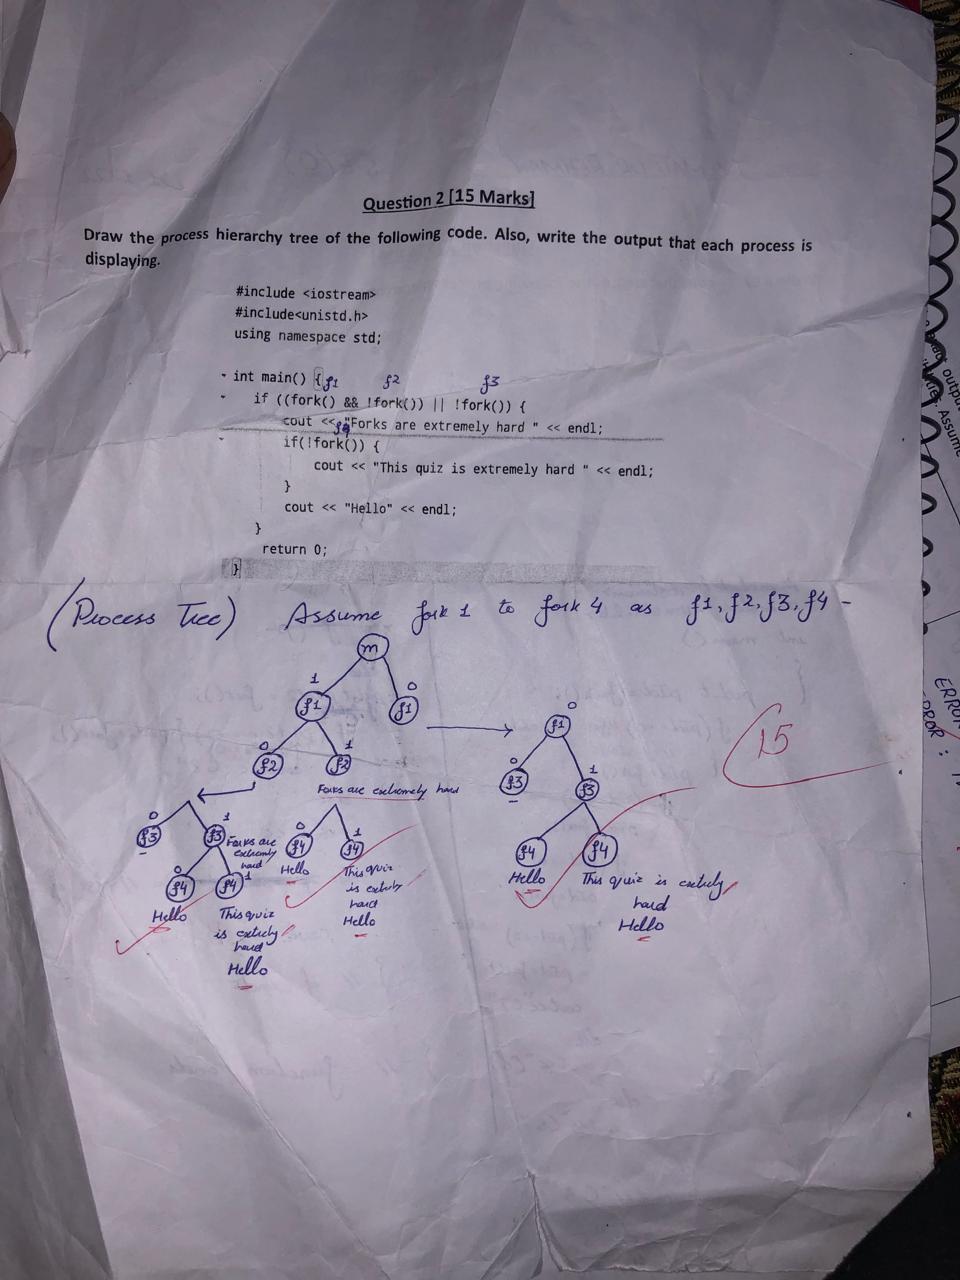 Question 2 [15 Marks]
Draw the process hierarchy tree of the following code. Also, write the output that each process is
displaying.
#include <iostream>
#include<unistd.h>
using namespace std;
int main() {
f1 f2 f3
if ((fork() && !fork()) || !fork()) {
cout << "Forks are extremely hard " << endl;
f4
if(!fork()) {
cout << "This quiz is extremely hard " << endl;
}
cout << "Hello" << endl;
}
return 0;
}
(Process Tree) Assume fork 1 to fork 4 as f1, f2, f3, f4 -
m
1 0 0
f1 f1 f1
15
0 1 0 1
f2 f2 f3 f3
Forks are extremely hard
0 1 0 1
f3 f3 f4 f4 f4 f4
Forks are
extremly
hard
Hello
This quiz
is extrely
hard
Hello
Hello
This quiz is extrely
hard
Hello
0 1
f4 f4
Hello
This quiz
is extrely
hard
Hello
output
Assume
ERROR
ERROR: